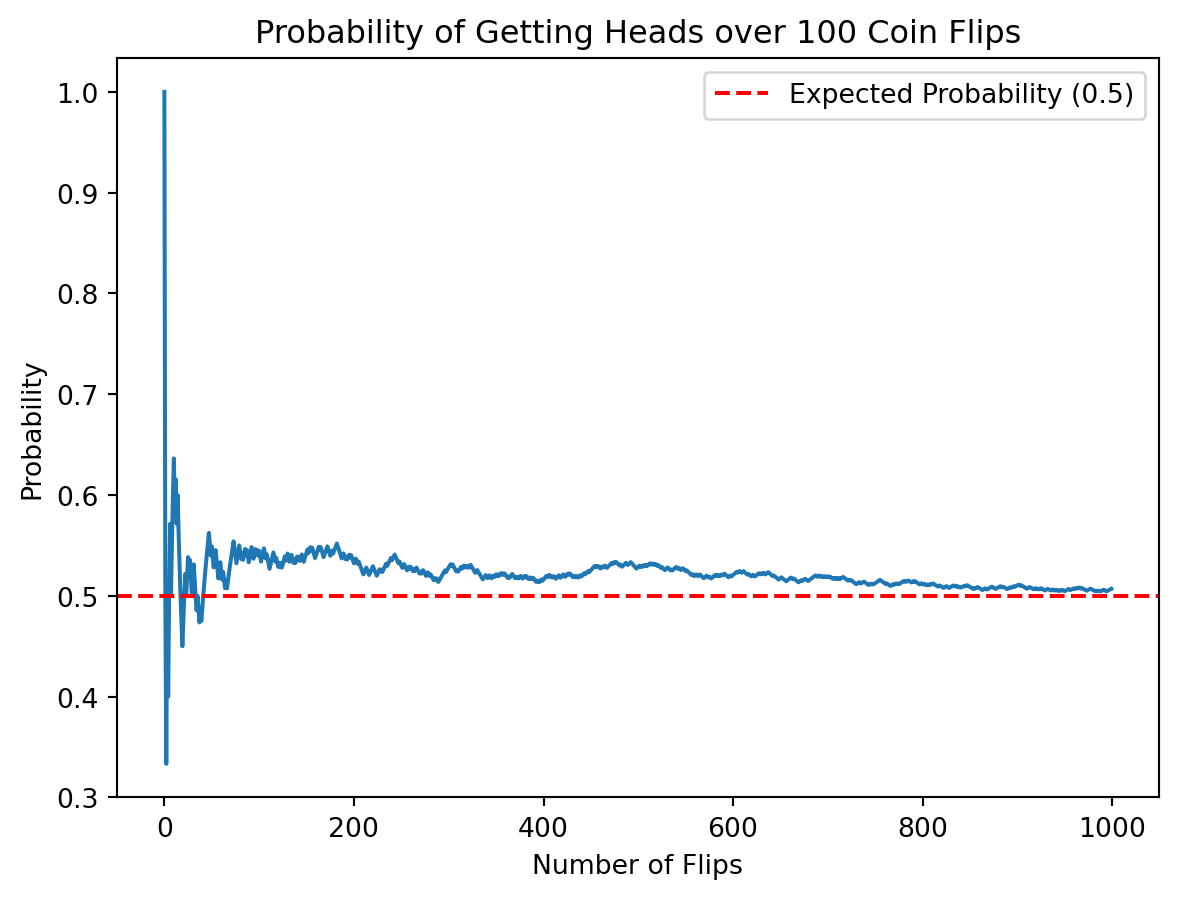 Probability of Getting Heads over 100 Coin Flips
Expected Probability (0.5)
Probability
1.0
0.9
0.8
0.7
0.6
0.5
0.4
0.3
0 200 400 600 800 1000
Number of Flips